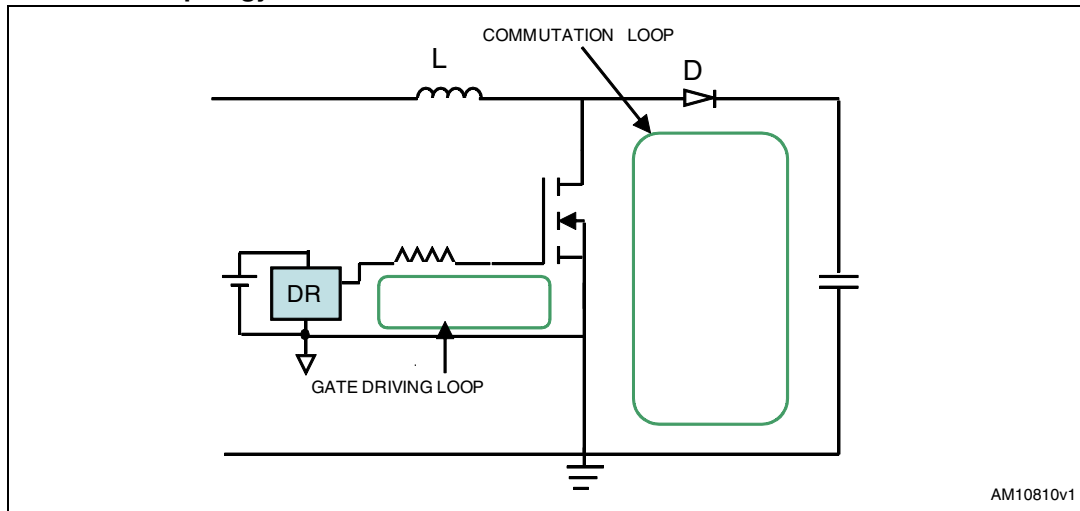 COMMUTATION LOOP
L
D
DR
GATE DRIVING LOOP
AM10810v1